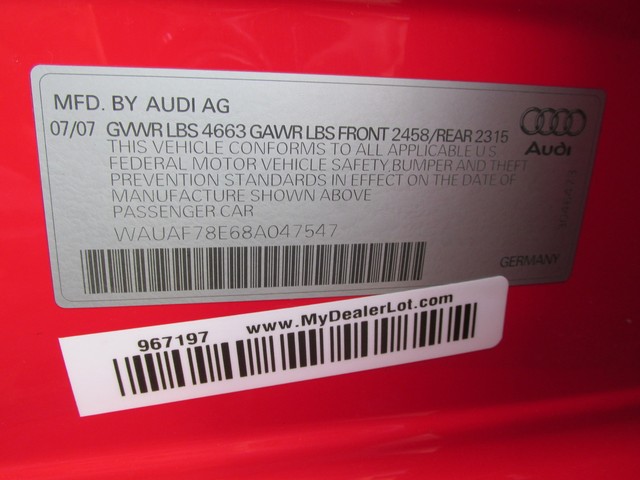 MFD. BY AUDI AG
07/07 GVWR LBS 4663 GAWR LBS FRONT 2458/REAR 2315
THIS VEHICLE CONFORMS TO ALL APPLICABLE U S
FEDERAL MOTOR VEHICLE SAFETY,BUMPER AND THEFT
PREVENTION STANDARDS IN EFFECT ON THE DATE OF
MANUFACTURE SHOWN ABOVE
PASSENGER CAR
WAUAF78E68A047547
Audi
GERMANY
967197 www.MyDealerLot.com